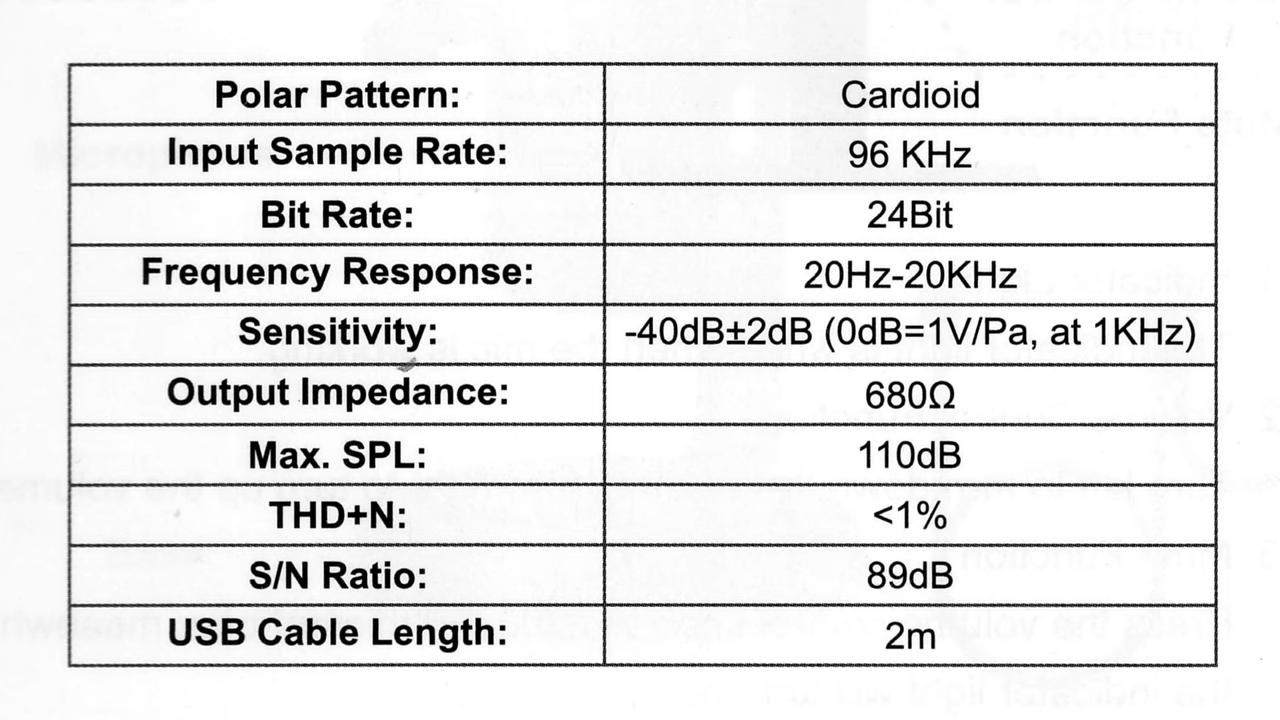 Polar Pattern: Cardioid
Input Sample Rate: 96 KHz
Bit Rate: 24Bit
Frequency Response: 20Hz-20KHz
Sensitivity: -40dB±2dB (0dB=1V/Pa, at 1KHz)
Output Impedance: 680Ω
Max. SPL: 110dB
THD+N: <1%
S/N Ratio: 89dB
USB Cable Length: 2m